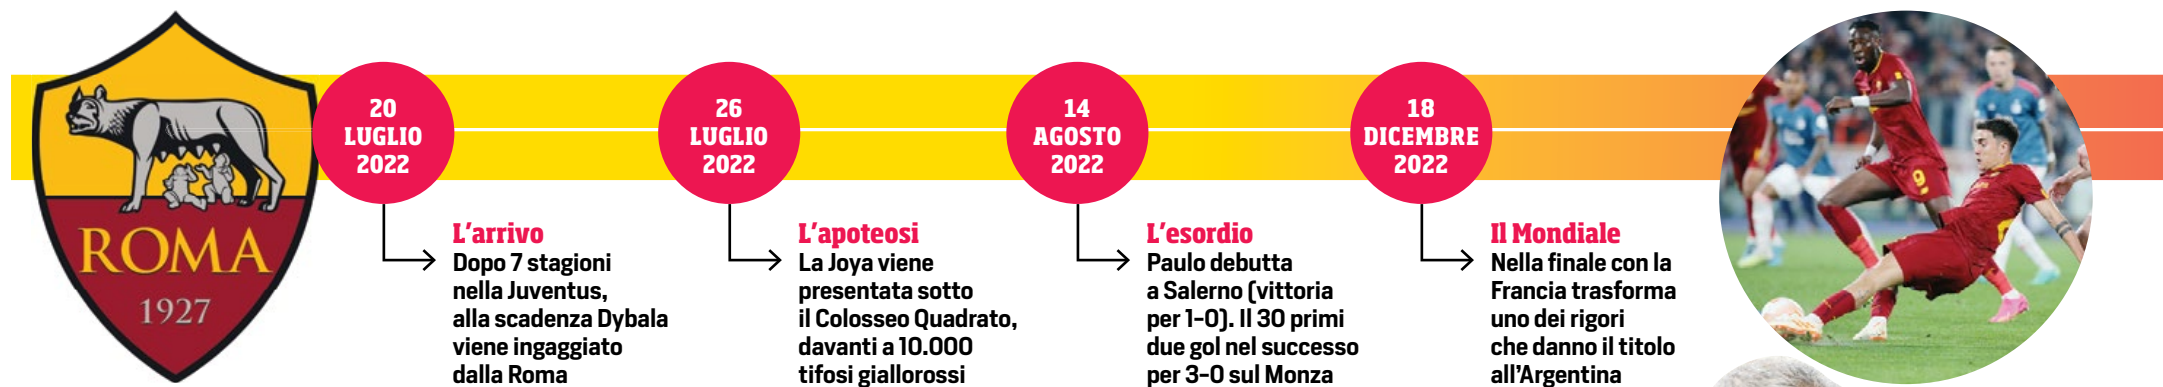 ROMA
1927
20
LUGLIO
2022
L'arrivo
Dopo 7 stagioni
nella Juventus,
alla scadenza Dybala
viene ingaggiato
dalla Roma
26
LUGLIO
2022
L'apoteosi
La Joya viene
presentata sotto
il Colosseo Quadrato,
davanti a 10.000
tifosi giallorossi
14
AGOSTO
2022
L'esordio
Paulo debutta
a Salerno (vittoria
per 1-0). Il 30 primi
due gol nel successo
per 3-0 sul Monza
18
DICEMBRE
2022
Il Mondiale
Nella finale con la
Francia trasforma
uno dei rigori
che danno il titolo
all'Argentina
9